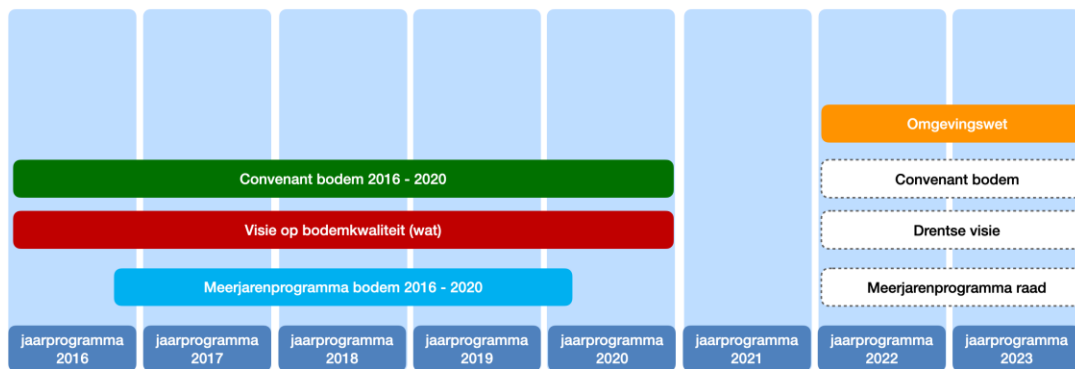 Omgevingswet
Convenant bodem 2016 - 2020
Convenant bodem
Visie op bodemkwaliteit (wat)
Drentse visie
Meerjarenprogramma bodem 2016 - 2020
Meerjarenprogramma raad
jaarprogramma
2016
jaarprogramma
2017
jaarprogramma
2018
jaarprogramma
2019
jaarprogramma
2020
jaarprogramma
2021
jaarprogramma
2022
jaarprogramma
2023